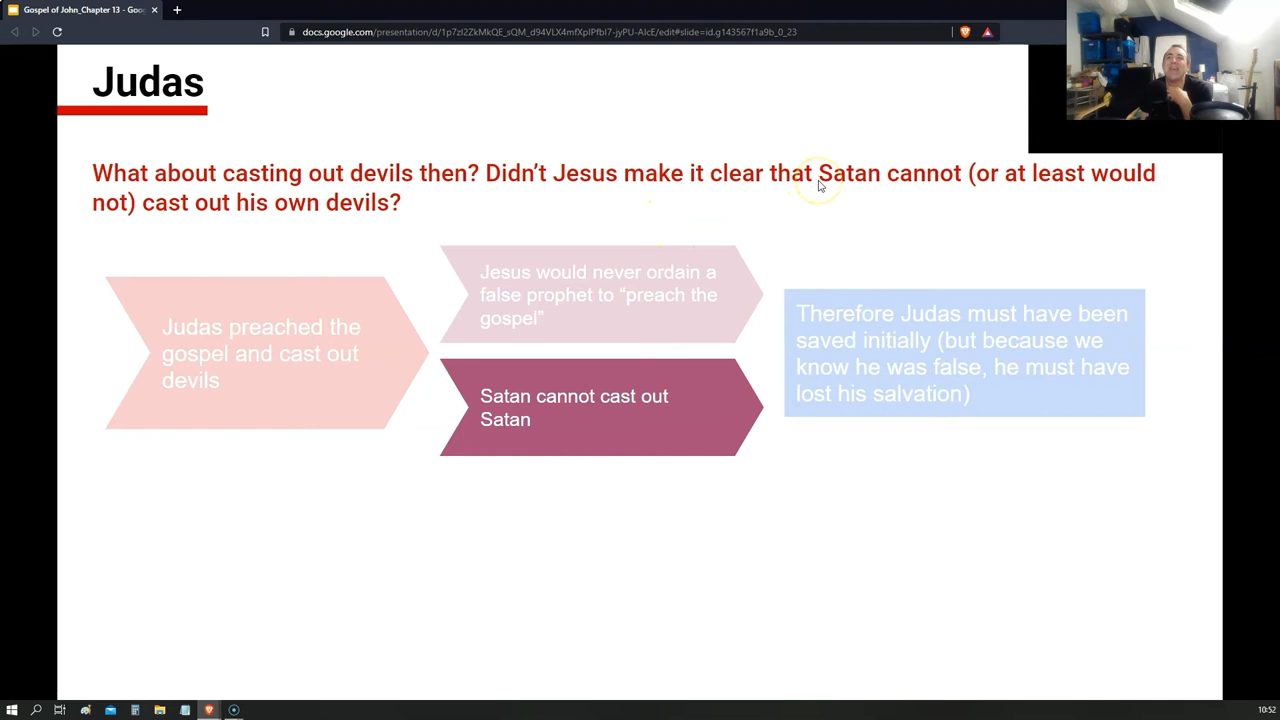 Gospel of John_Chapter 13 - Goo
docs.google.com/presentation/d/1p7zl2ZkMkQE_sQM_d94VLX4mfXpIPfbI7-jyPU-AlcE/edit#slide=id.g143567f1a9b_0_23
Judas
What about casting out devils then? Didn’t Jesus make it clear that Satan cannot (or at least would
not) cast out his own devils?
Jesus would never ordain a
false prophet to “preach the
gospel”
Judas preached the
gospel and cast out
devils
Therefore Judas must have been
saved initially (but because we
know he was false, he must have
lost his salvation)
Satan cannot cast out
Satan
10:52